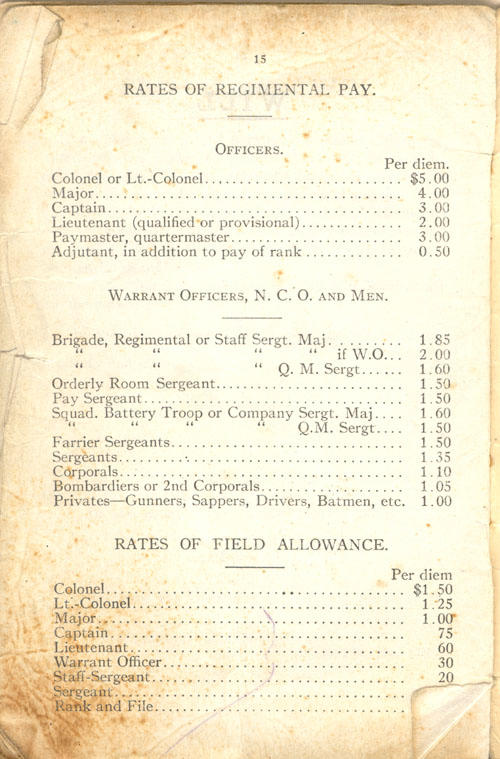 15
RATES OF REGIMENTAL PAY.
OFFICERS.
Per diem.
Colonel or Lt.-Colonel.......................... $5.00
Major........................................ 4.00
Captain...................................... 3.00
Lieutenant (qualified or provisional)............. 2.00
Paymaster, quartermaster...................... 3.00
Adjutant, in addition to pay of rank ............. 0.50
WARRANT OFFICERS, N. C. O. AND MEN.
Brigade, Regimental or Staff Sergt. Maj.......... 1.85
“ “ “ “ if W.O... 2.00
“ “ “ Q. M. Sergt...... 1.60
Orderly Room Sergeant........................ 1.50
Pay Sergeant.................................. 1.50
Squad. Battery Troop or Company Sergt. Maj.... 1.60
“ “ “ “ Q.M. Sergt.... 1.50
Farrier Sergeants.............................. 1.50
Sergeants..................................... 1.35
Corporals..................................... 1.10
Bombardiers or 2nd Corporals.................. 1.05
Privates—Gunners, Sappers, Drivers, Batmen, etc. 1.00
RATES OF FIELD ALLOWANCE.
Per diem
Colonel....................................... $1.50
Lt.-Colonel.................................... 1.25
Major........................................ 1.00
Captain...................................... 75
Lieutenant.................................... 60
Warrant Officer................................ 30
Staff-Sergeant................................. 20
Sergeant......................................
Rank and File..................................